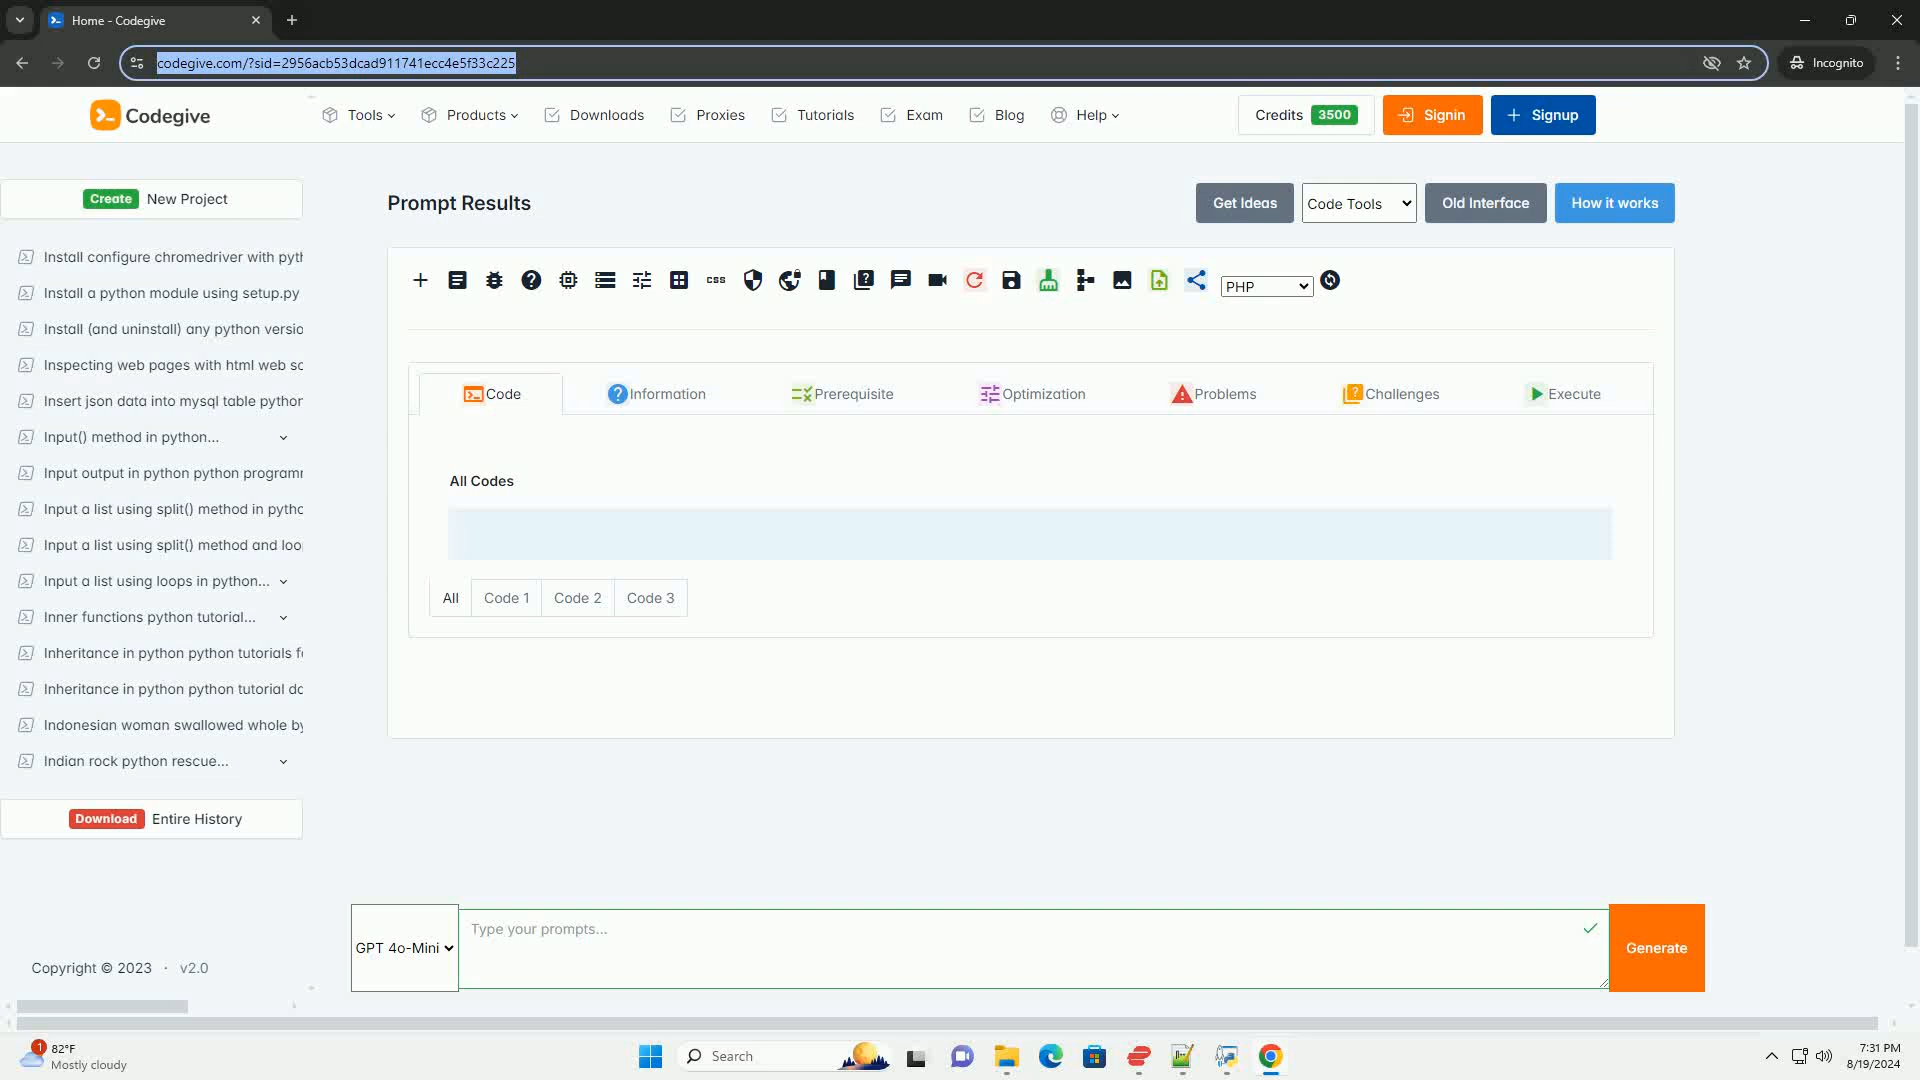 Home - Codegive
codegive.com/?sid=2956acb53dcad911741ecc4e5f33c225
Incognito
Codegive
Tools
Products
Downloads
Proxies
Tutorials
Exam
Blog
Help
Credits 3500
Signin
Signup
Create New Project
Install configure chromedriver with pyth
Install a python module using setup.py
Install (and uninstall) any python versio
Inspecting web pages with html web sc
Insert json data into mysql table python
Input() method in python...
Input output in python python programm
Input a list using split() method in pytho
Input a list using split() method and loo
Input a list using loops in python...
Inner functions python tutorial...
Inheritance in python python tutorials fo
Inheritance in python python tutorial da
Indonesian woman swallowed whole by
Indian rock python rescue...
Download Entire History
Copyright © 2023 · v2.0
Prompt Results
Get Ideas
Code Tools
Old Interface
How it works
css
PHP
Code
Information
Prerequisite
Optimization
Problems
Challenges
Execute
All Codes
All
Code 1
Code 2
Code 3
GPT 4o-Mini
Type your prompts...
Generate
1
82°F
Mostly cloudy
Search
7:31 PM
8/19/2024